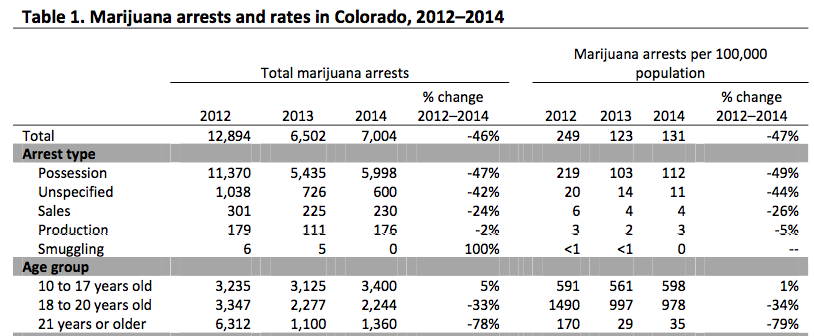 Table 1. Marijuana arrests and rates in Colorado, 2012–2014
Total marijuana arrests Marijuana arrests per 100,000 population
2012 2013 2014 % change 2012–2014 2012 2013 2014 % change 2012–2014
Total 12,894 6,502 7,004 -46% 249 123 131 -47%
Arrest type
Possession 11,370 5,435 5,998 -47% 219 103 112 -49%
Unspecified 1,038 726 600 -42% 20 14 11 -44%
Sales 301 225 230 -24% 6 4 4 -26%
Production 179 111 176 -2% 3 2 3 -5%
Smuggling 6 5 0 100% <1 <1 0 --
Age group
10 to 17 years old 3,235 3,125 3,400 5% 591 561 598 1%
18 to 20 years old 3,347 2,277 2,244 -33% 1490 997 978 -34%
21 years or older 6,312 1,100 1,360 -78% 170 29 35 -79%